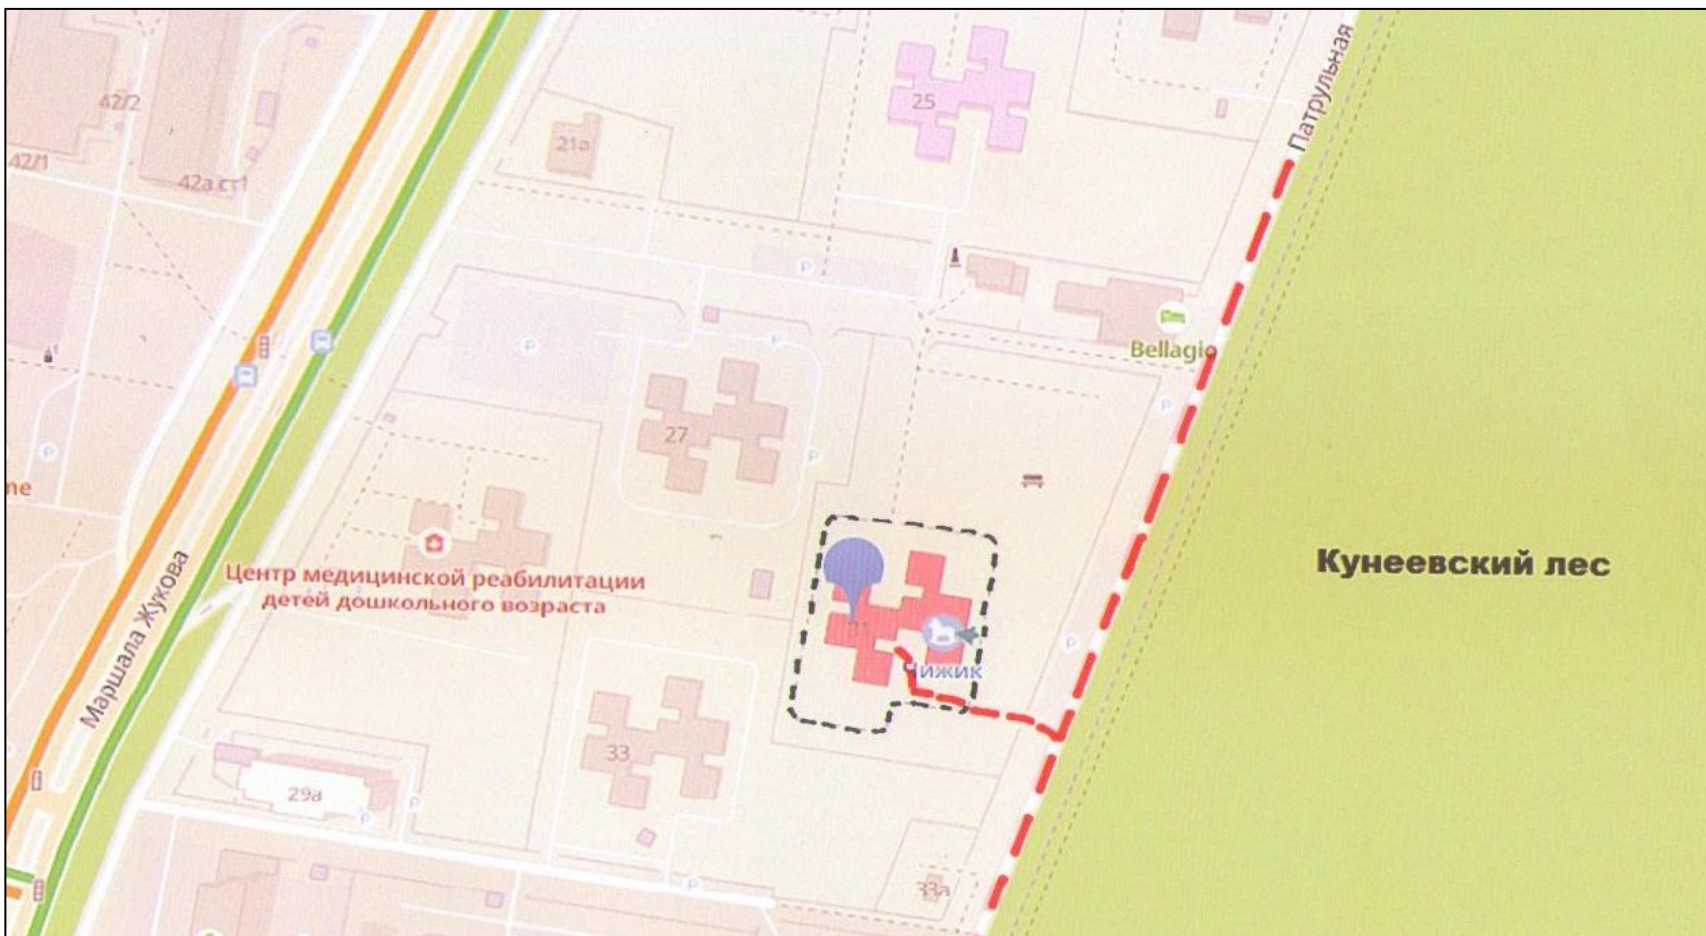 42/2
42/1
42а ст1
21а
25
Патрульная
P
P
P
Bellagio
P
P
P
27
не
Маршала Жукова
Центр медицинской реабилитации
детей дошкольного возраста
Кунеевский лес
P
Чижик
33
29а
P
P
P
33а